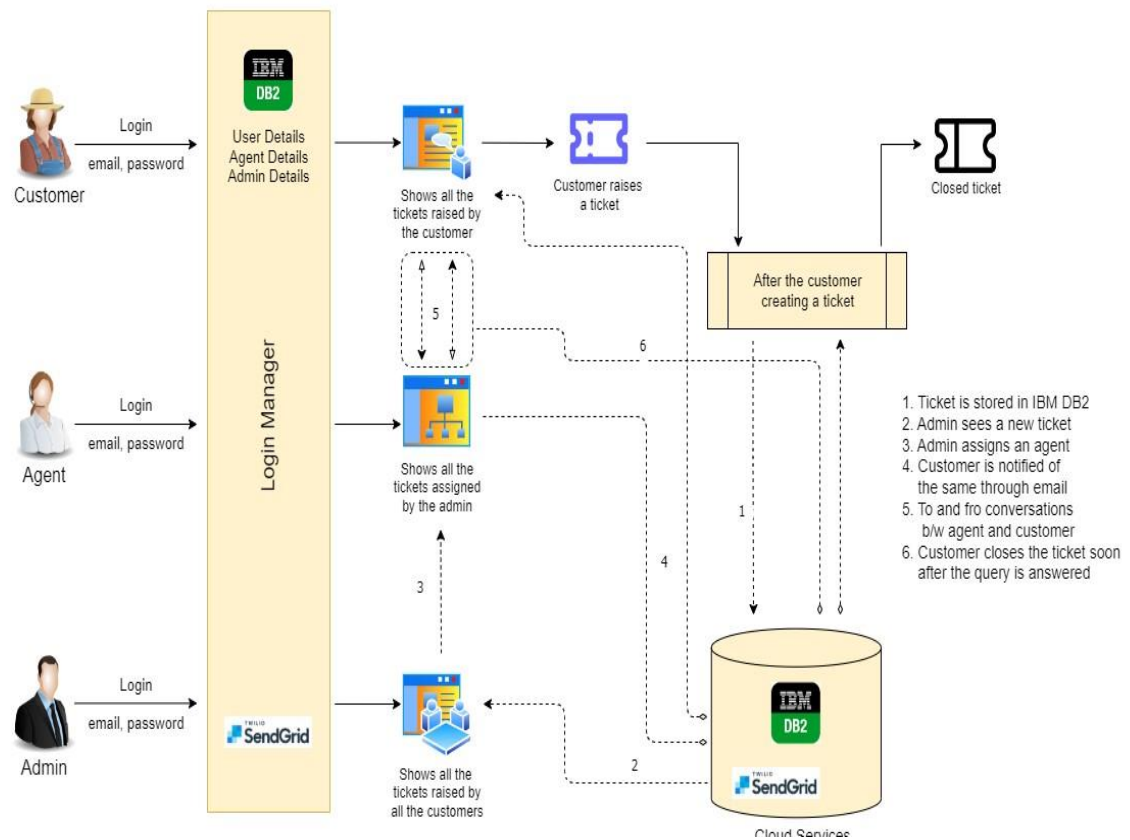 IBM
DB2
User Details
Agent Details
Admin Details
Login
email, password
Customer
Shows all the
tickets raised by
the customer
Customer raises
a ticket
Closed ticket
After the customer
creating a ticket
5
6
Login Manager
Login
email, password
Agent
Shows all the
tickets assigned
by the admin
1. Ticket is stored in IBM DB2
2. Admin sees a new ticket
3. Admin assigns an agent
4. Customer is notified of
the same through email
5. To and fro conversations
b/w agent and customer
6. Customer closes the ticket soon
after the query is answered
1
4
3
Login
email, password
Admin
TWILIO
SendGrid
Shows all the
tickets raised by
all the customers
2
IBM
DB2
TWILIO
SendGrid
Cloud Services